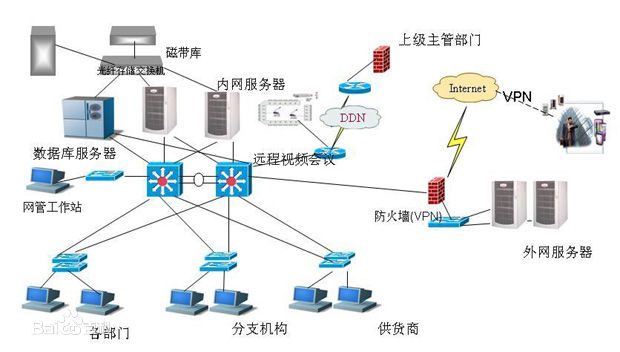 上级主管部门
磁带库
光纤存储交换机
内网服务器
Internet
VPN
DDN
数据库服务器
远程视频会议
网管工作站
防火墙(VPN)
外网服务器
各部门
分支机构
供货商
Baidu百科